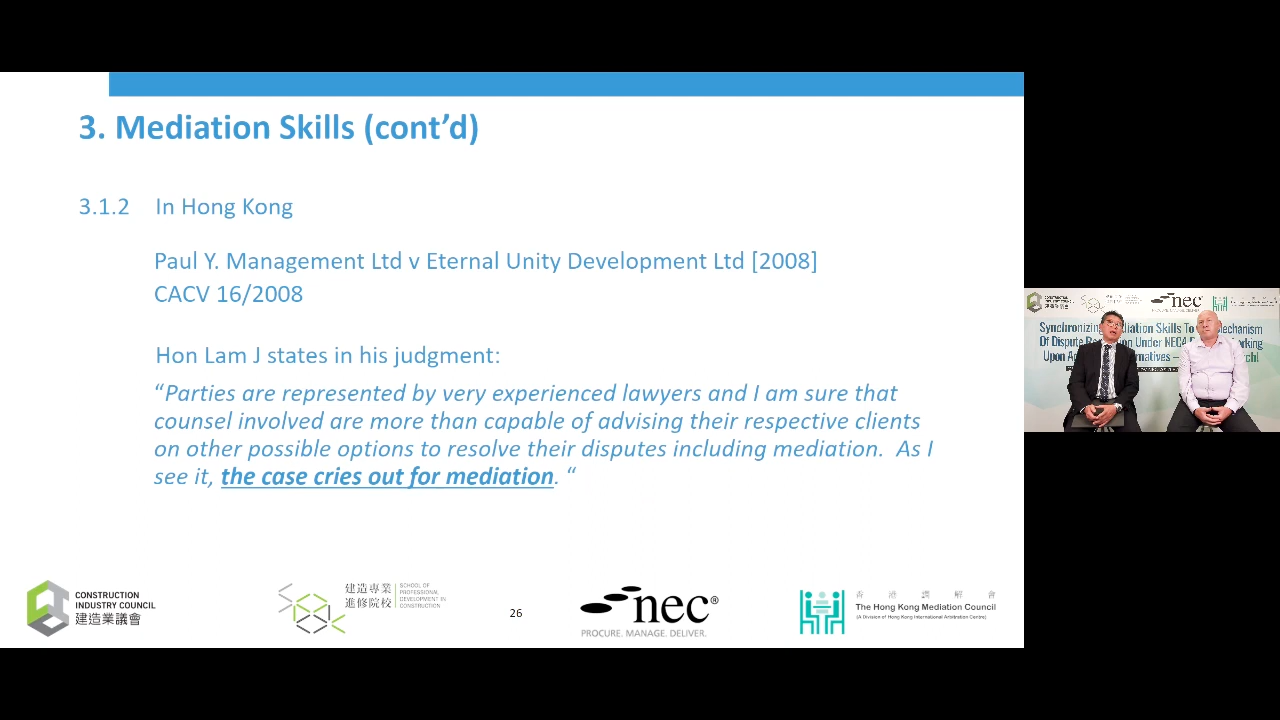 3. Mediation Skills (cont’d)
3.1.2 In Hong Kong
Paul Y. Management Ltd v Eternal Unity Development Ltd [2008]
CACV 16/2008
Hon Lam J states in his judgment:
“Parties are represented by very experienced lawyers and I am sure that
counsel involved are more than capable of advising their respective clients
on other possible options to resolve their disputes including mediation. As I
see it, the case cries out for mediation. “
CONSTRUCTION
INDUSTRY COUNCIL
建造業議會
建造專業
進修院校
SCHOOL OF
PROFESSIONAL
DEVELOPMENT IN
CONSTRUCTION
26
nec®
PROCURE. MANAGE. DELIVER.
香港調解會
The Hong Kong Mediation Council
(A Division of Hong Kong International Arbitration Centre)
nec
Synchronizing Mediation Skills To
Of Dispute Under NEC4
Upon